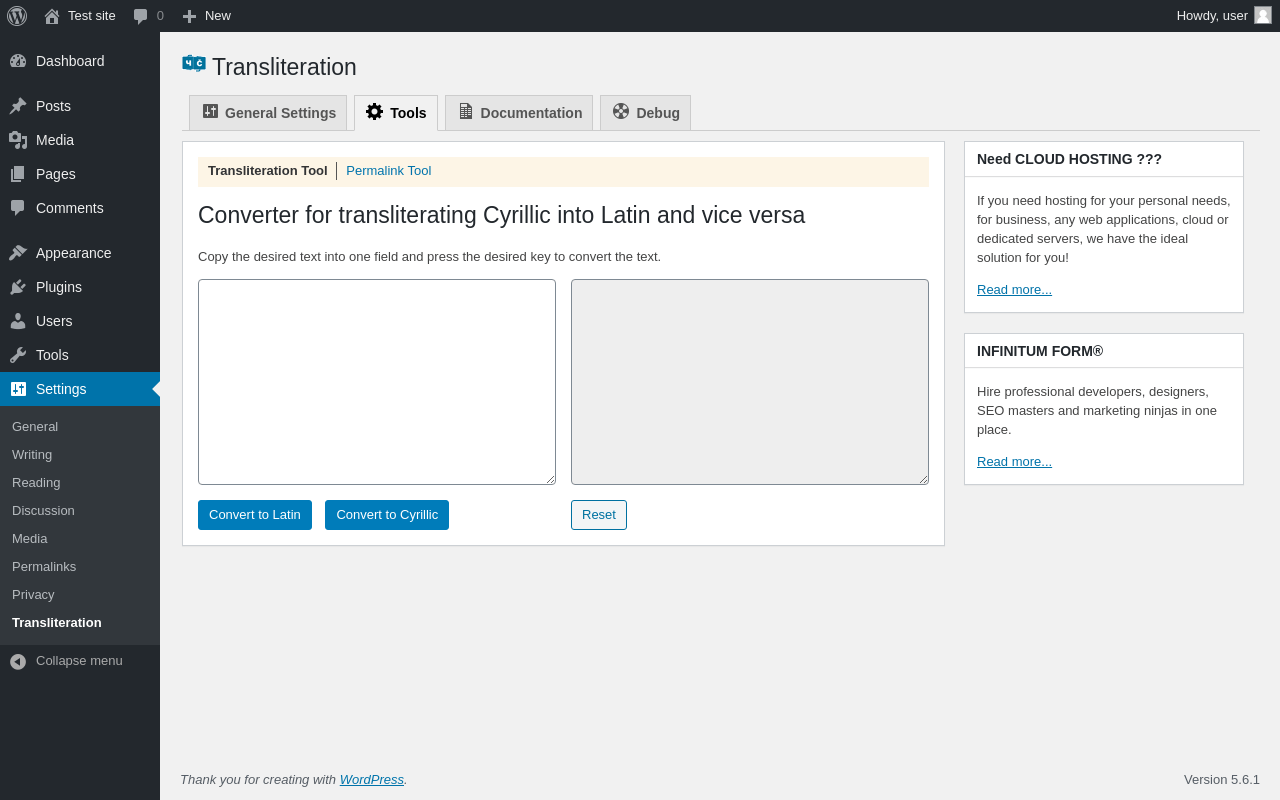 Test site
0
New
Howdy, user
Dashboard
Posts
Media
Pages
Comments
Appearance
Plugins
Users
Tools
Settings
General
Writing
Reading
Discussion
Media
Permalinks
Privacy
Transliteration
Collapse menu
Transliteration
General Settings
Tools
Documentation
Debug
Transliteration Tool
Permalink Tool
Converter for transliterating Cyrillic into Latin and vice versa
Copy the desired text into one field and press the desired key to convert the text.
Convert to Latin
Convert to Cyrillic
Reset
Need CLOUD HOSTING ???
If you need hosting for your personal needs,
for business, any web applications, cloud or
dedicated servers, we have the ideal
solution for you!
Read more...
INFINITUM FORM®
Hire professional developers, designers,
SEO masters and marketing ninjas in one
place.
Read more...
Thank you for creating with WordPress.
Version 5.6.1